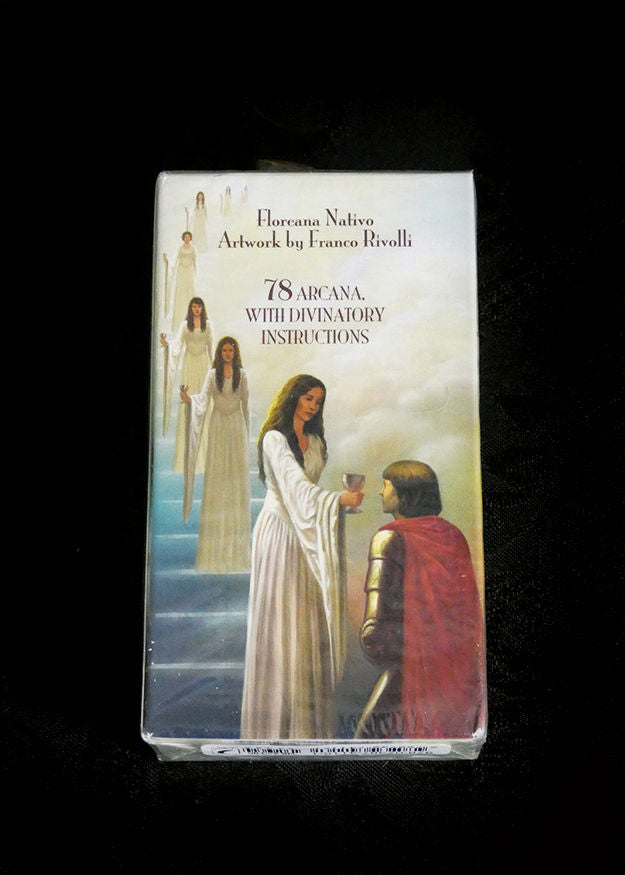 Floreana Nativo
Artwork by Franco Rivolli
78 ARCANA,
WITH DIVINATORY
INSTRUCTIONS